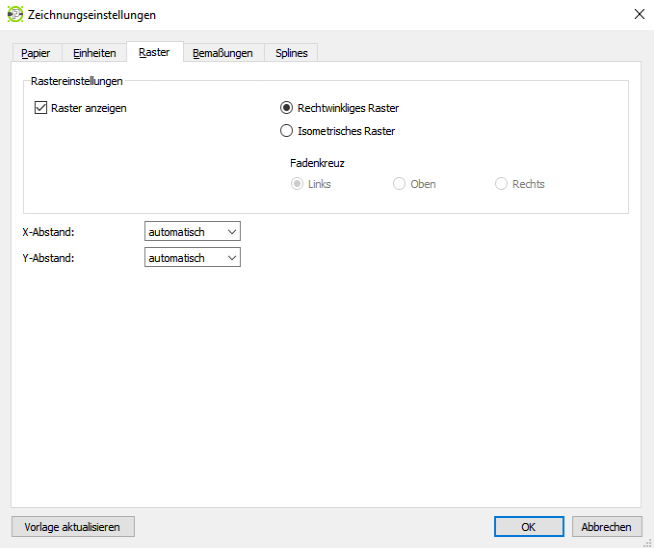 Zeichnungseinstellungen
Papier Einheiten Raster Bemaßungen Splines
Rastereinstellungen
Raster anzeigen
Rechtwinkliges Raster
Isometrisches Raster
Fadenkreuz
Links Oben Rechts
X-Abstand: automatisch
Y-Abstand: automatisch
Vorlage aktualisieren OK Abbrechen